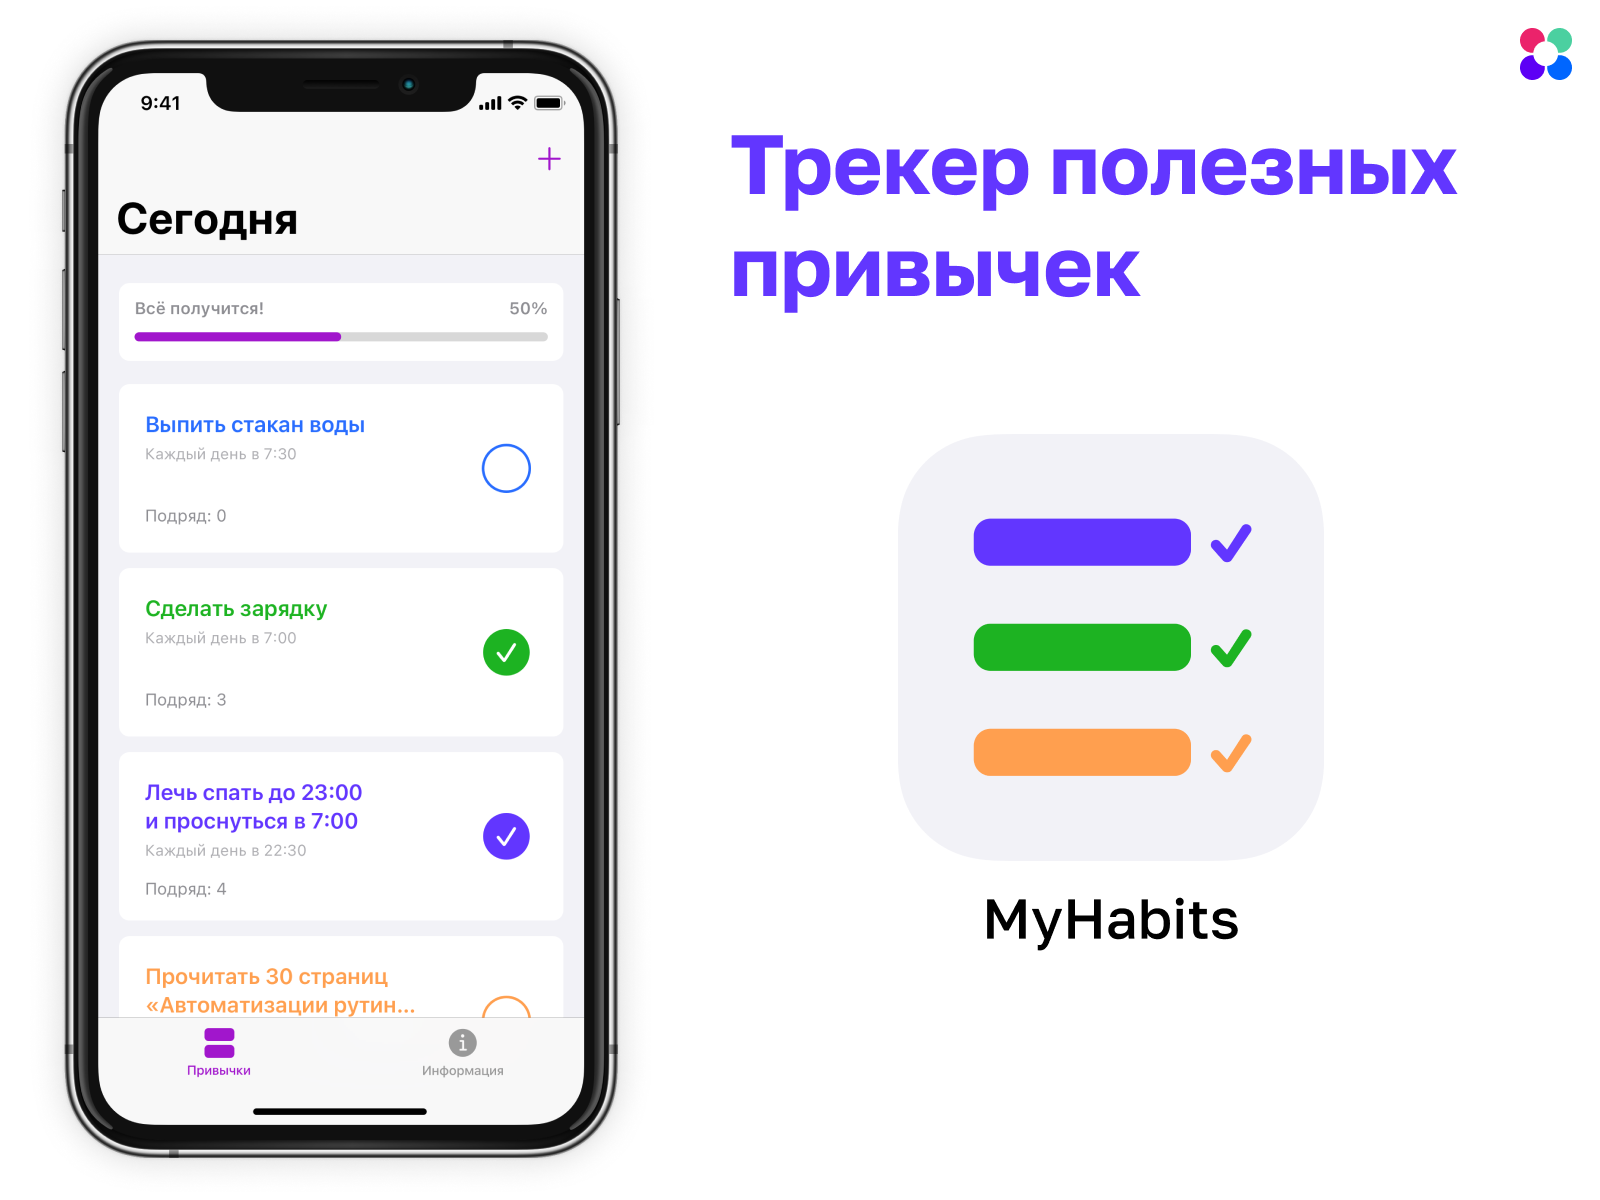 9:41
Сегодня
Всё получится! 50%
Выпить стакан воды
Каждый день в 7:30
Подряд: 0
Сделать зарядку
Каждый день в 7:00
Подряд: 3
Лечь спать до 23:00
и проснуться в 7:00
Каждый день в 22:30
Подряд: 4
Прочитать 30 страниц
«Автоматизации рутин...
Привычки Информация
Трекер полезных
привычек
MyHabits